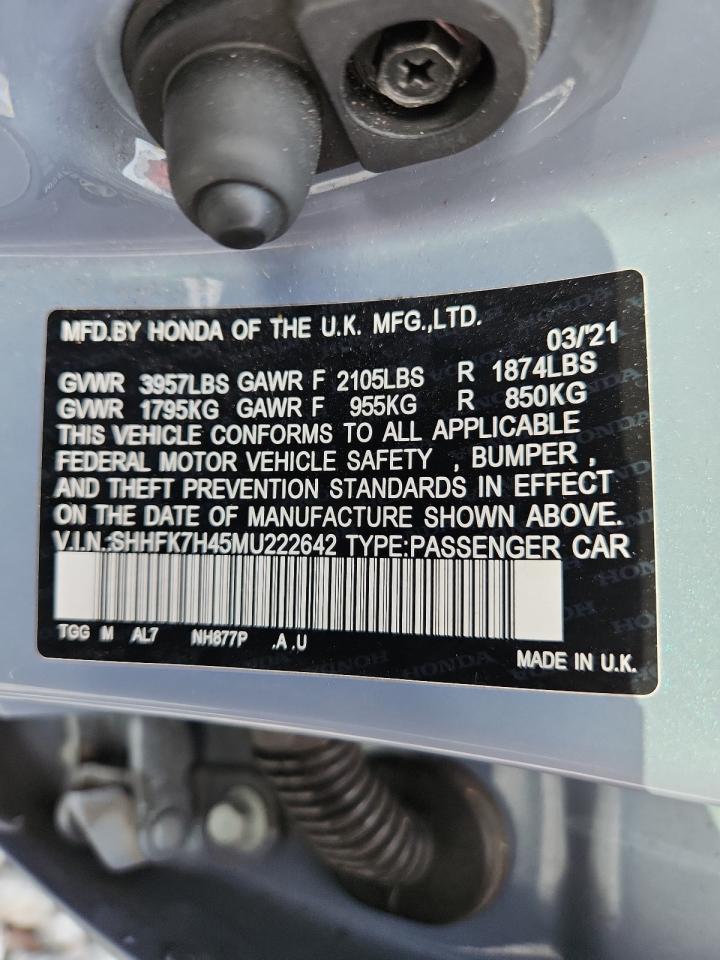 MFD.BY HONDA OF THE U.K. MFG.,LTD. 03/'21
GVWR 3957LBS GAWR F 2105LBS R 1874LBS
GVWR 1795KG GAWR F 955KG R 850KG
THIS VEHICLE CONFORMS TO ALL APPLICABLE
FEDERAL MOTOR VEHICLE SAFETY , BUMPER ,
AND THEFT PREVENTION STANDARDS IN EFFECT
ON THE DATE OF MANUFACTURE SHOWN ABOVE.
V.I.N.:SHHFK7H45MU222642 TYPE:PASSENGER CAR
TGG M AL7 NH877P .A .U
MADE IN U.K.